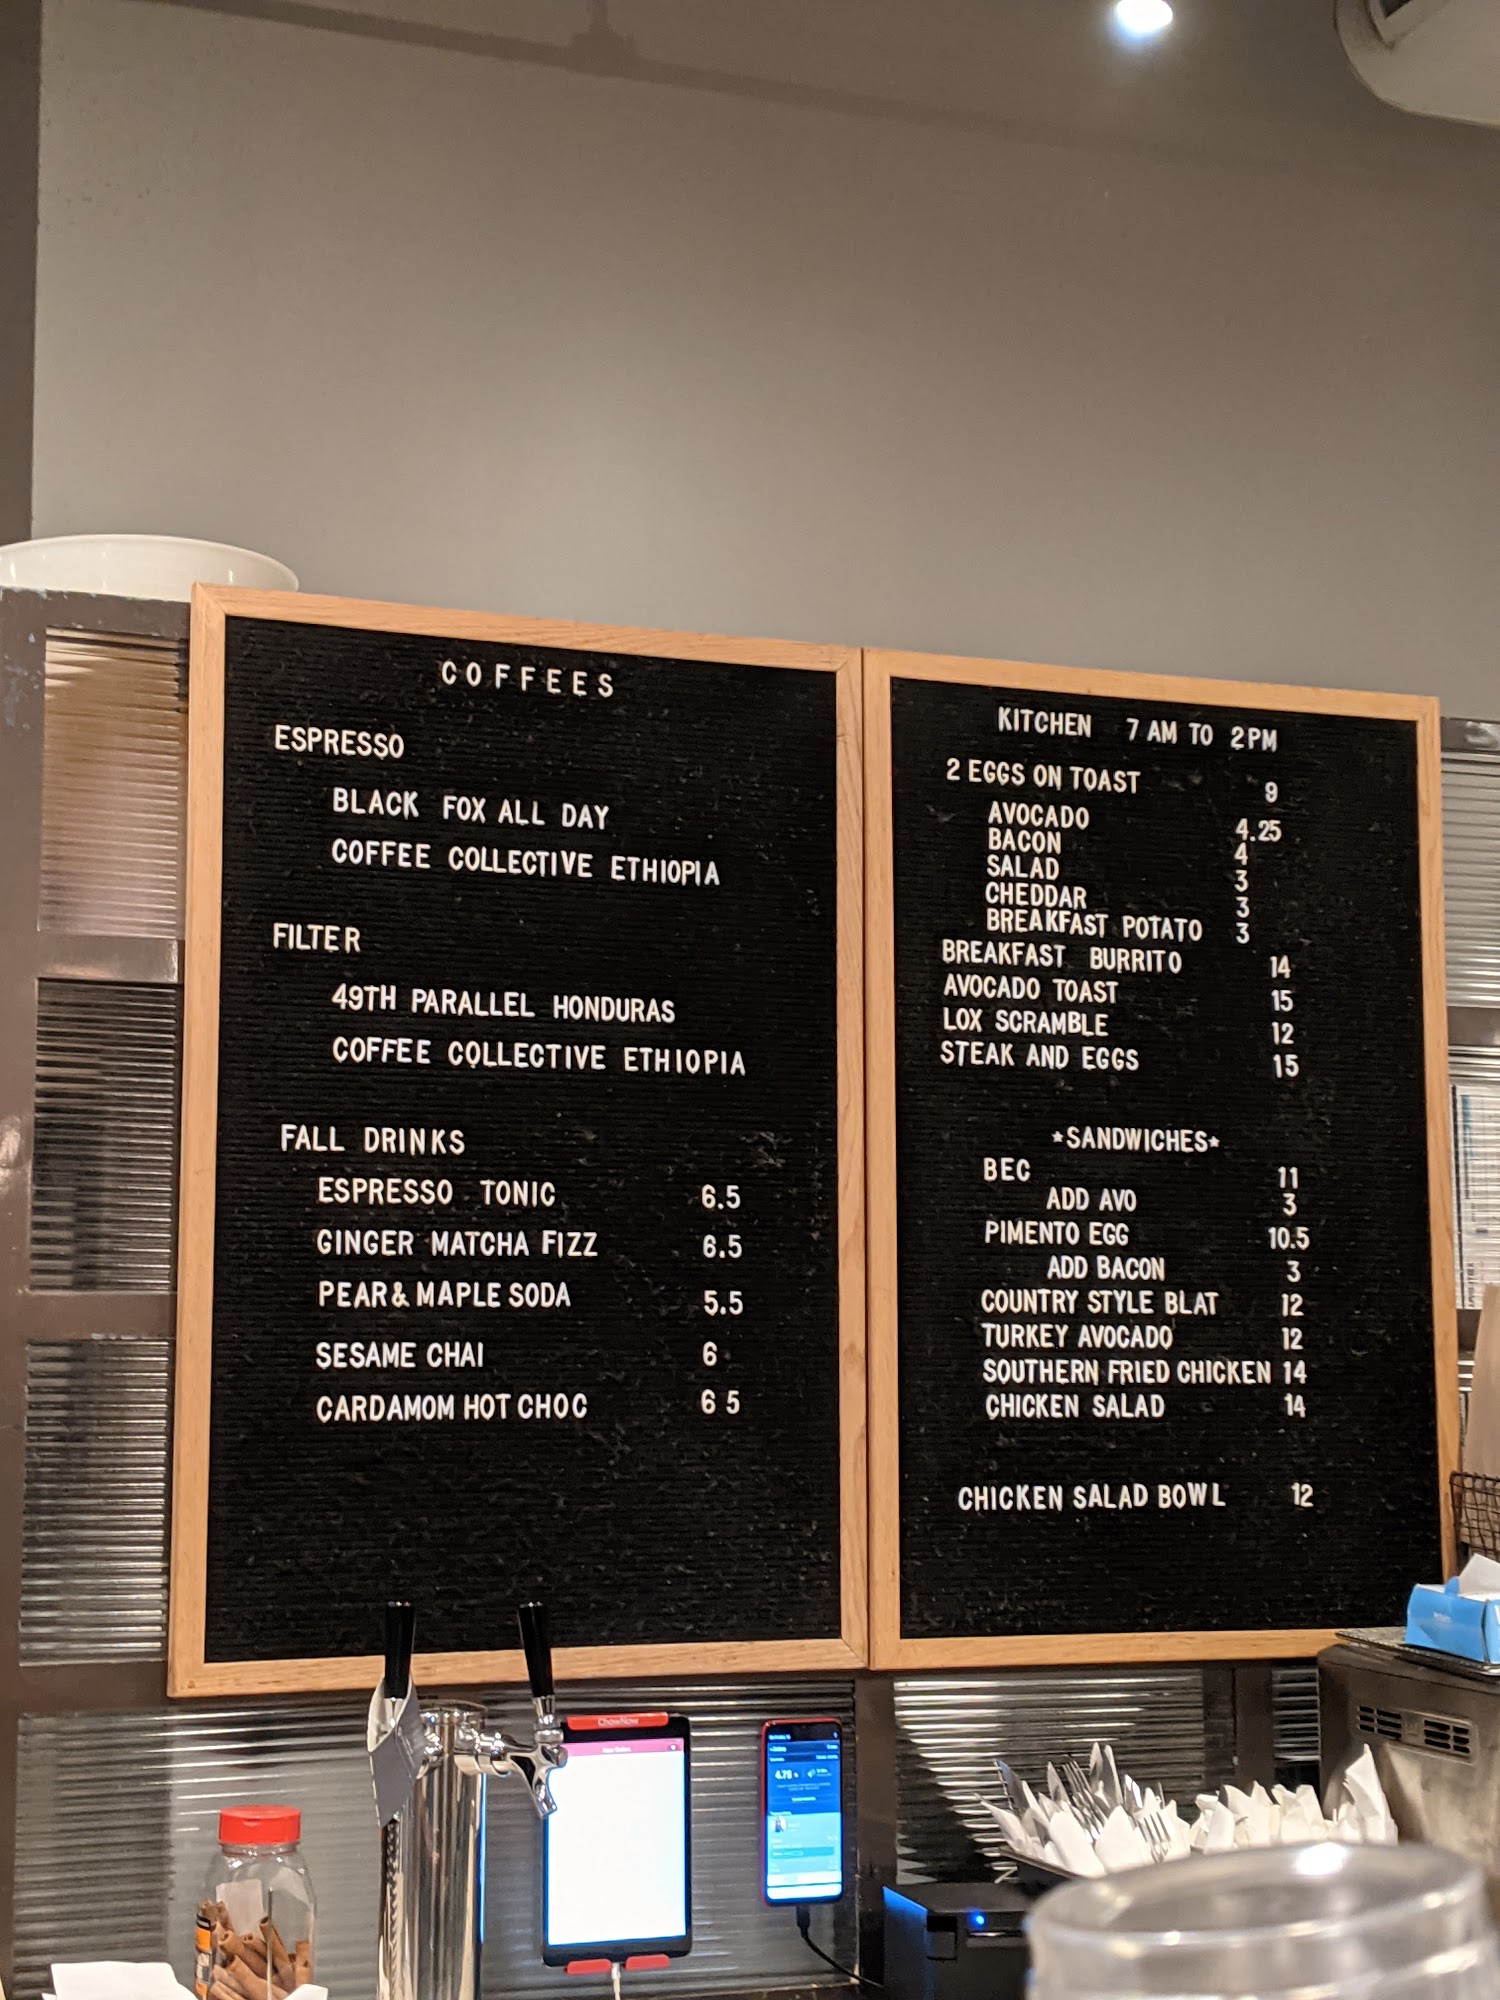 COFFEES
ESPRESSO
BLACK FOX ALL DAY
COFFEE COLLECTIVE ETHIOPIA
FILTER
49TH PARALLEL HONDURAS
COFFEE COLLECTIVE ETHIOPIA
FALL DRINKS
ESPRESSO TONIC 6.5
GINGER MATCHA FIZZ 6.5
PEAR & MAPLE SODA 5.5
SESAME CHAI 6
CARDAMOM HOT CHOC 6 5
KITCHEN 7 AM TO 2PM
2 EGGS ON TOAST 9
AVOCADO 4.25
BACON 4
SALAD 3
CHEDDAR 3
BREAKFAST POTATO 3
BREAKFAST BURRITO 14
AVOCADO TOAST 15
LOX SCRAMBLE 12
STEAK AND EGGS 15
*SANDWICHES*
BEC 11
ADD AVO 3
PIMENTO EGG 10.5
ADD BACON 3
COUNTRY STYLE BLAT 12
TURKEY AVOCADO 12
SOUTHERN FRIED CHICKEN 14
CHICKEN SALAD 14
CHICKEN SALAD BOWL 12
ChowNow
4.75